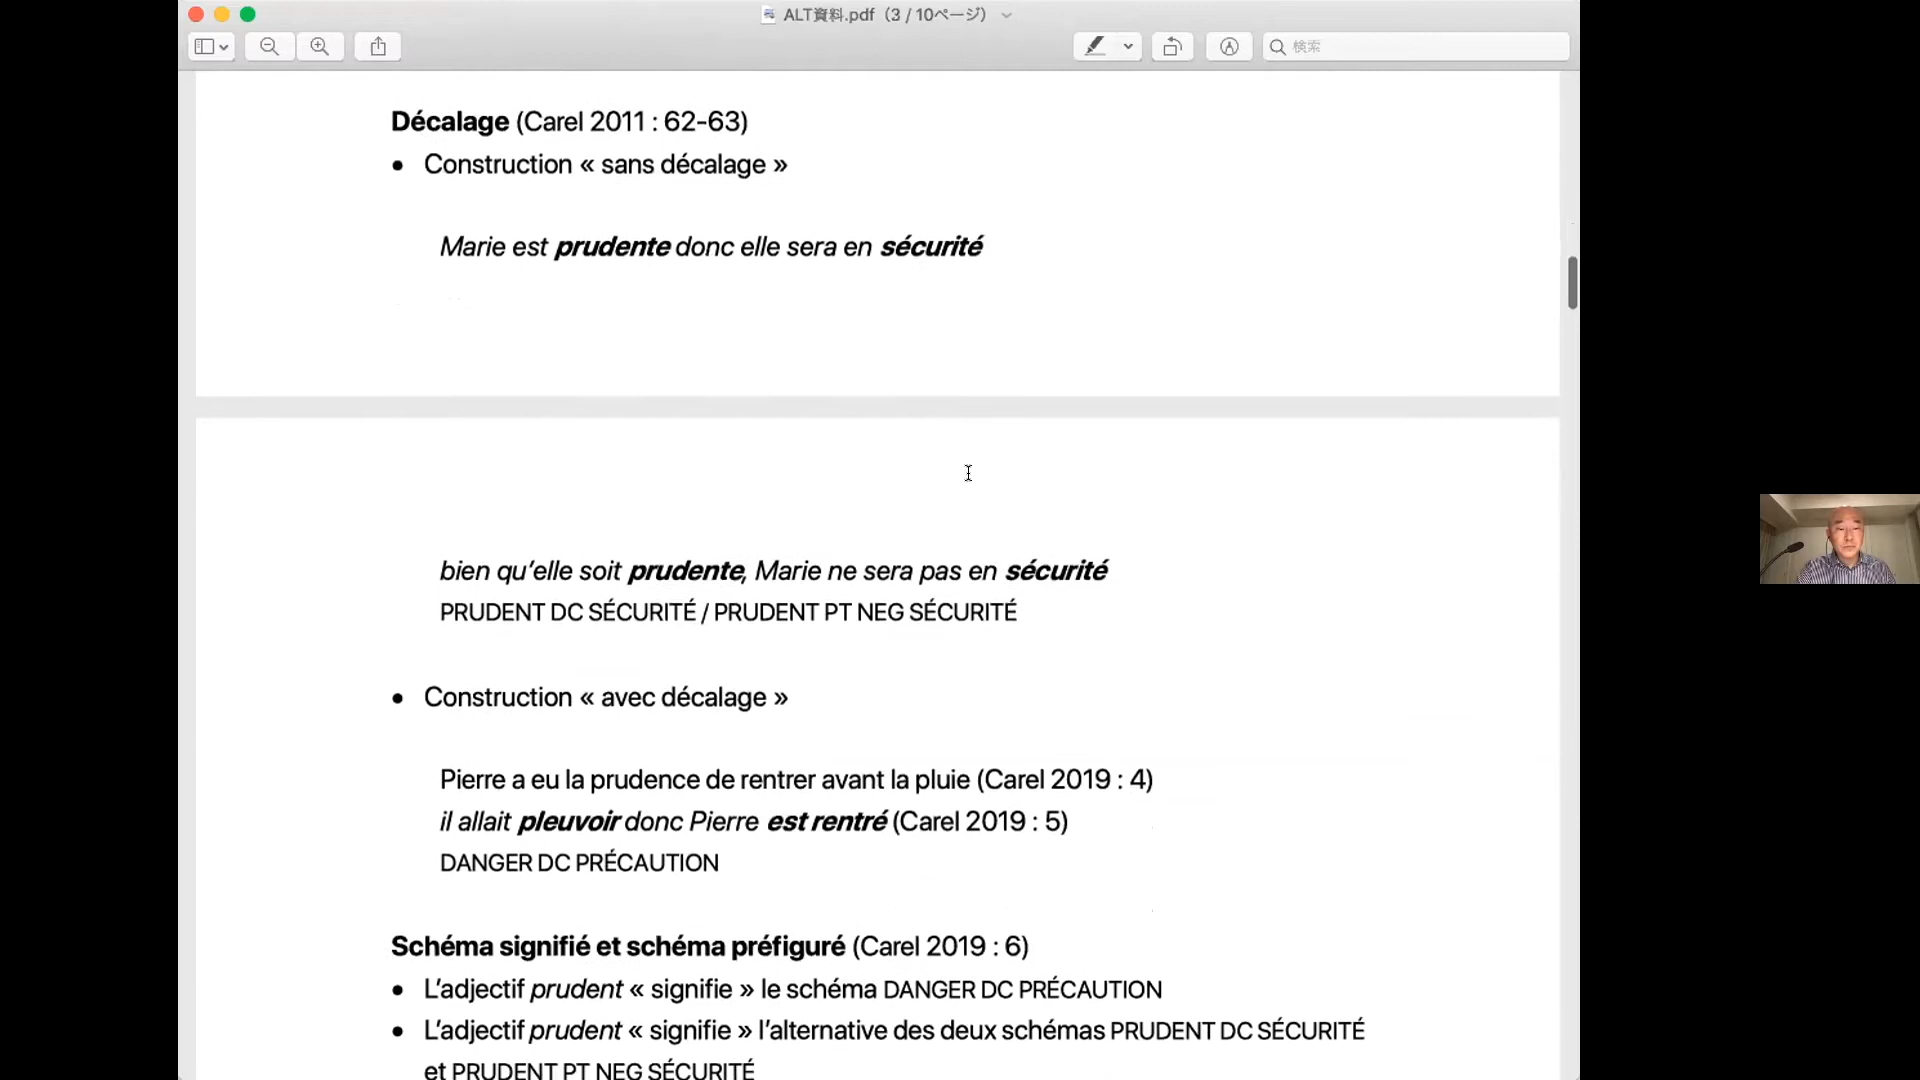 ALT資料.pdf（3 / 10ページ）
検索
Décalage (Carel 2011 : 62-63)
• Construction « sans décalage »
Marie est prudente donc elle sera en sécurité
bien qu’elle soit prudente, Marie ne sera pas en sécurité
PRUDENT DC SÉCURITÉ / PRUDENT PT NEG SÉCURITÉ
• Construction « avec décalage »
Pierre a eu la prudence de rentrer avant la pluie (Carel 2019 : 4)
il allait pleuvoir donc Pierre est rentré (Carel 2019 : 5)
DANGER DC PRÉCAUTION
Schéma signifié et schéma préfiguré (Carel 2019 : 6)
• L’adjectif prudent « signifie » le schéma DANGER DC PRÉCAUTION
• L’adjectif prudent « signifie » l’alternative des deux schémas PRUDENT DC SÉCURITÉ
et PRUDENT PT NEG SÉCURITÉ